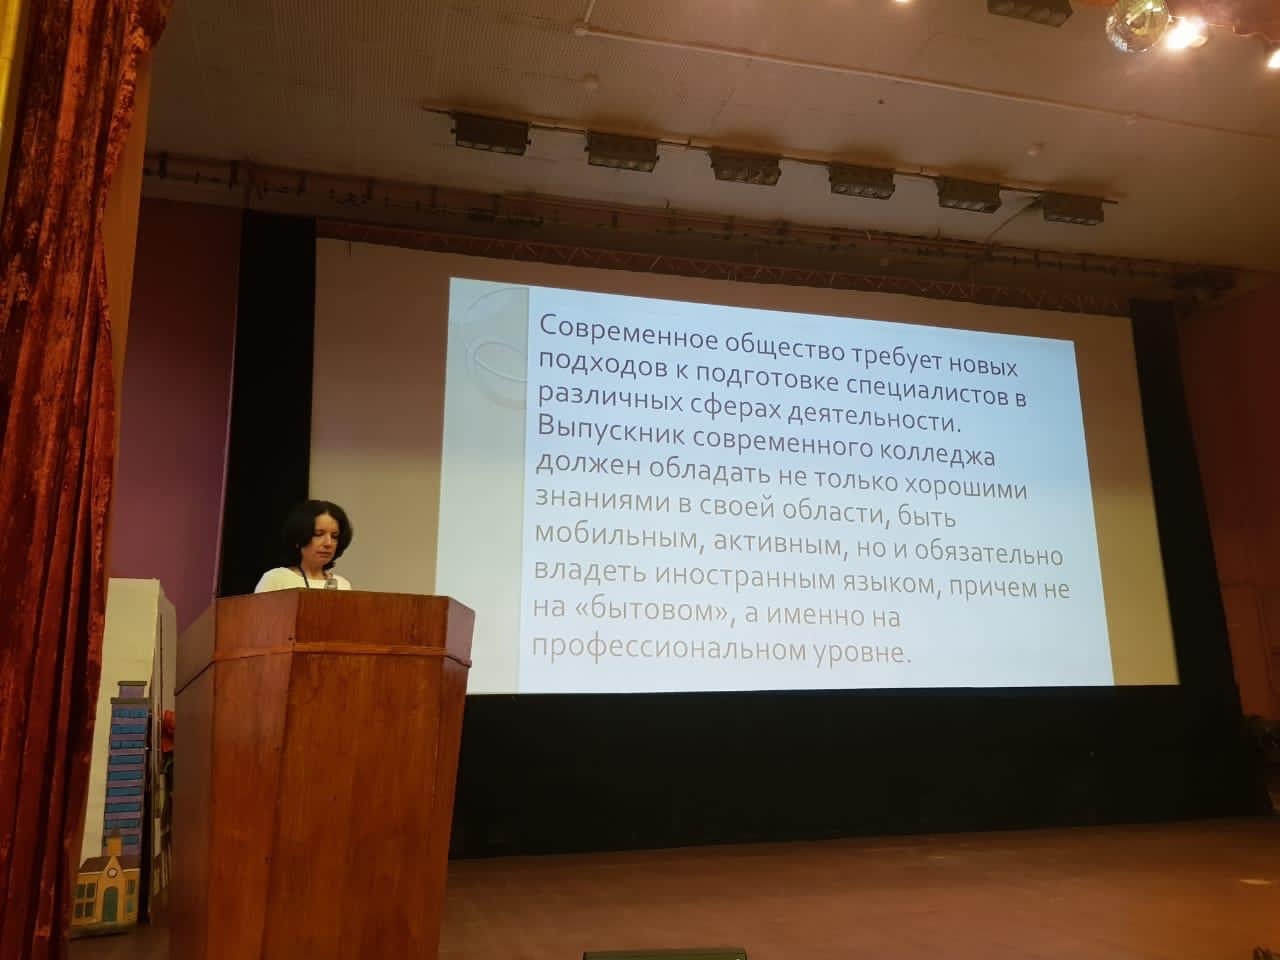 Современное общество требует новых
подходов к подготовке специалистов в
различных сферах деятельности.
Выпускник современного колледжа
должен обладать не только хорошими
знаниями в своей области, быть
мобильным, активным, но и обязательно
владеть иностранным языком, причем не
на «бытовом», а именно на
профессиональном уровне.